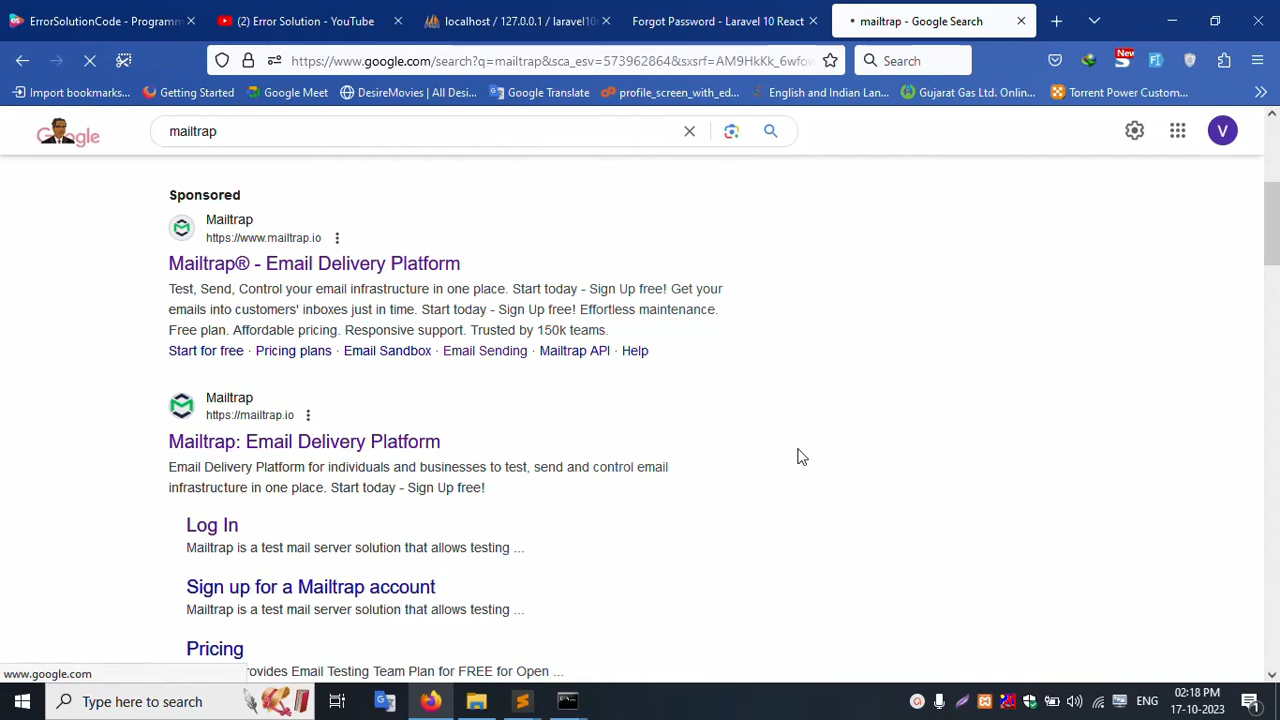 ErrorSolutionCode - Programm
(2) Error Solution - YouTube
localhost / 127.0.0.1 / laravel10
Forgot Password - Laravel 10 React
mailtrap - Google Search
https://www.google.com/search?q=mailtrap&sca_esv=573962864&sxsrf=AM9HkKk_6wfow
Search
New
Import bookmarks...
Getting Started
Google Meet
DesireMovies | All Desi...
Google Translate
profile_screen_with_ed...
English and Indian Lan...
Gujarat Gas Ltd. Onlin...
Torrent Power Custom...
mailtrap
V
Sponsored
Mailtrap
https://www.mailtrap.io
Mailtrap® - Email Delivery Platform
Test, Send, Control your email infrastructure in one place. Start today - Sign Up free! Get your
emails into customers' inboxes just in time. Start today - Sign Up free! Effortless maintenance.
Free plan. Affordable pricing. Responsive support. Trusted by 150k teams.
Start for free · Pricing plans · Email Sandbox · Email Sending · Mailtrap API · Help
Mailtrap
https://mailtrap.io
Mailtrap: Email Delivery Platform
Email Delivery Platform for individuals and businesses to test, send and control email
infrastructure in one place. Start today - Sign Up free!
Log In
Mailtrap is a test mail server solution that allows testing ...
Sign up for a Mailtrap account
Mailtrap is a test mail server solution that allows testing ...
Pricing
rovides Email Testing Team Plan for FREE for Open ...
www.google.com
Type here to search
ENG
02:18 PM
17-10-2023
1